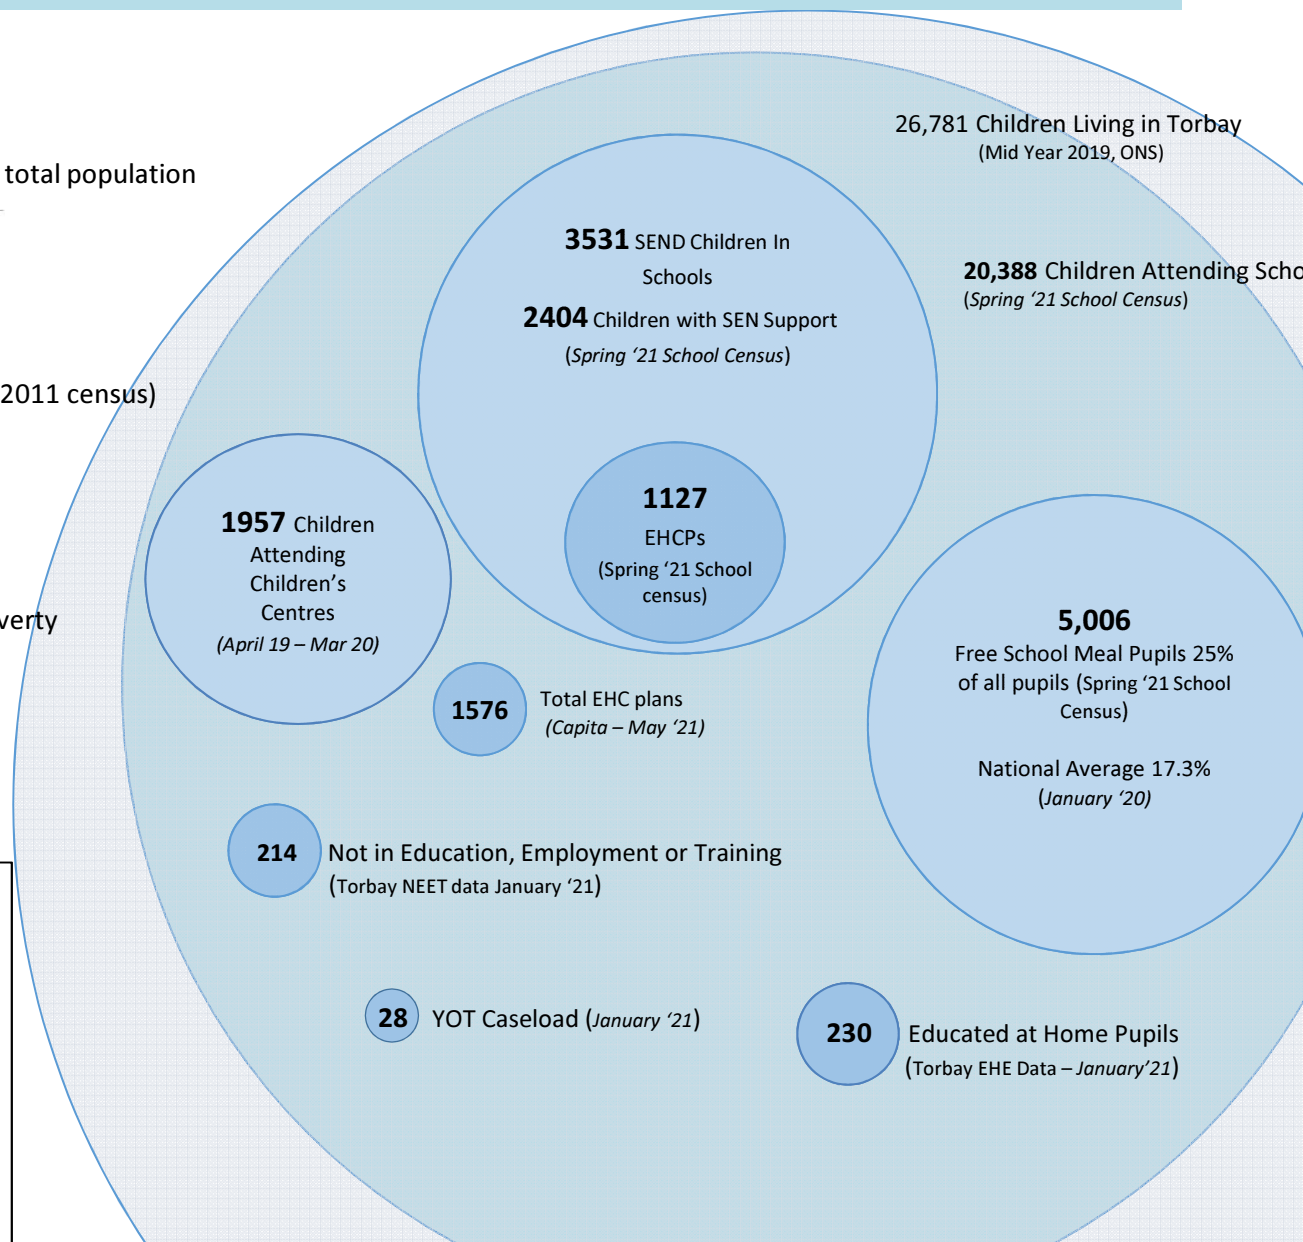 26,781 Children Living in Torbay
(Mid Year 2019, ONS)
total population
3531 SEND Children In
Schools
2404 Children with SEN Support
(Spring ‘21 School Census)
20,388 Children Attending Scho
(Spring ‘21 School Census)
2011 census)
1127
EHCPs
(Spring ‘21 School
census)
1957 Children
Attending
Children’s
Centres
(April 19 – Mar 20)
verty
5,006
Free School Meal Pupils 25%
of all pupils (Spring ‘21 School
Census)
National Average 17.3%
(January ‘20)
1576
Total EHC plans
(Capita – May ‘21)
214
Not in Education, Employment or Training
(Torbay NEET data January ‘21)
28
YOT Caseload (January ‘21)
230
Educated at Home Pupils
(Torbay EHE Data – January’21)